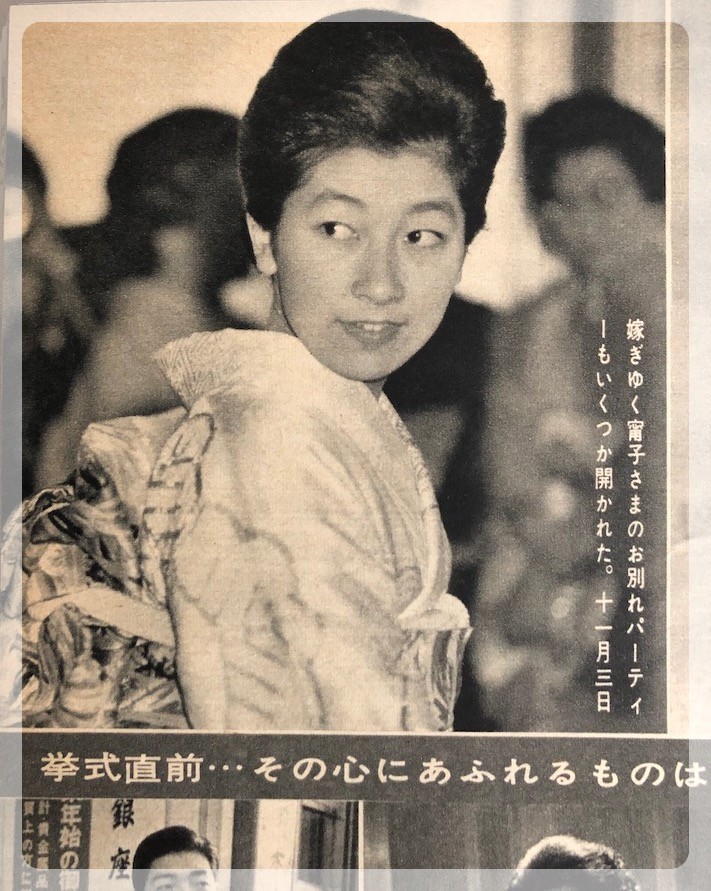 嫁ぎゆく甯子さまのお別れパーティ
ーもいくつか開かれた。十一月三日
挙式直前…その心にあふれるものは
銀座
年始の御